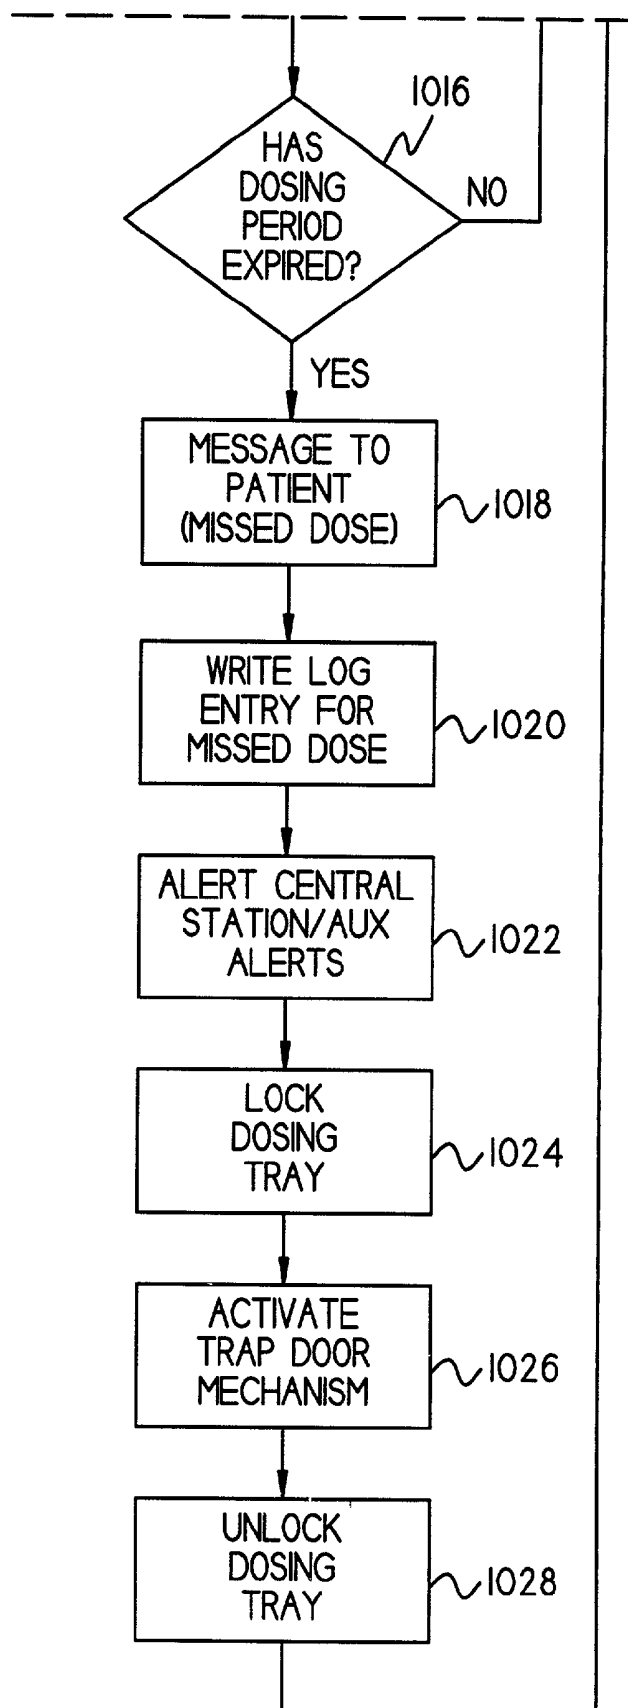 1016
HAS
DOSING
PERIOD
EXPIRED?
NO
YES
MESSAGE TO
PATIENT
(MISSED DOSE)
1018
WRITE LOG
ENTRY FOR
MISSED DOSE
1020
ALERT CENTRAL
STATION/AUX
ALERTS
1022
LOCK
DOSING
TRAY
1024
ACTIVATE
TRAP DOOR
MECHANISM
1026
UNLOCK
DOSING
TRAY
1028